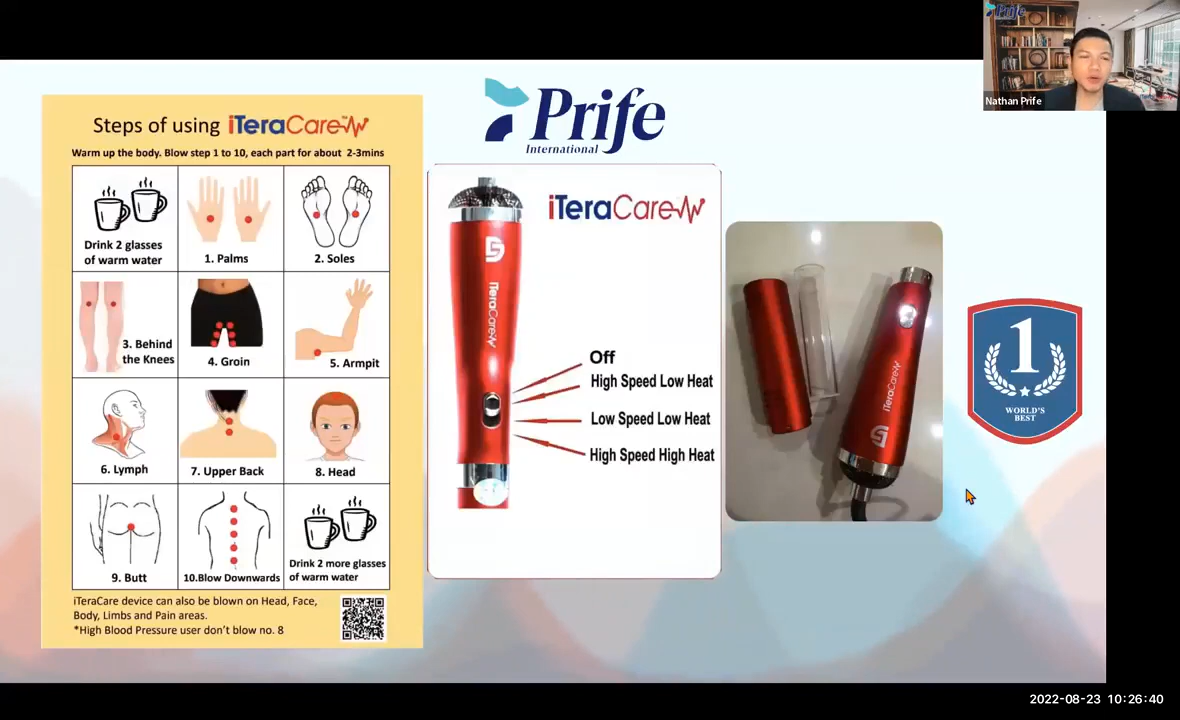 Steps of using iTeraCare™
Warm up the body. Blow step 1 to 10, each part for about 2-3mins
Drink 2 glasses
of warm water
1. Palms
2. Soles
3. Behind
the Knees
4. Groin
5. Armpit
6. Lymph
7. Upper Back
8. Head
9. Butt
10.Blow Downwards
Drink 2 more glasses
of warm water
iTeraCare device can also be blown on Head, Face,
Body, Limbs and Pain areas.
*High Blood Pressure user don't blow no. 8
Prife
International
iTeraCare
iTeraCare
Off
High Speed Low Heat
Low Speed Low Heat
High Speed High Heat
iTeraCare
1
WORLD'S
BEST
Prife
Nathan Prife
2022-08-23 10:26:40